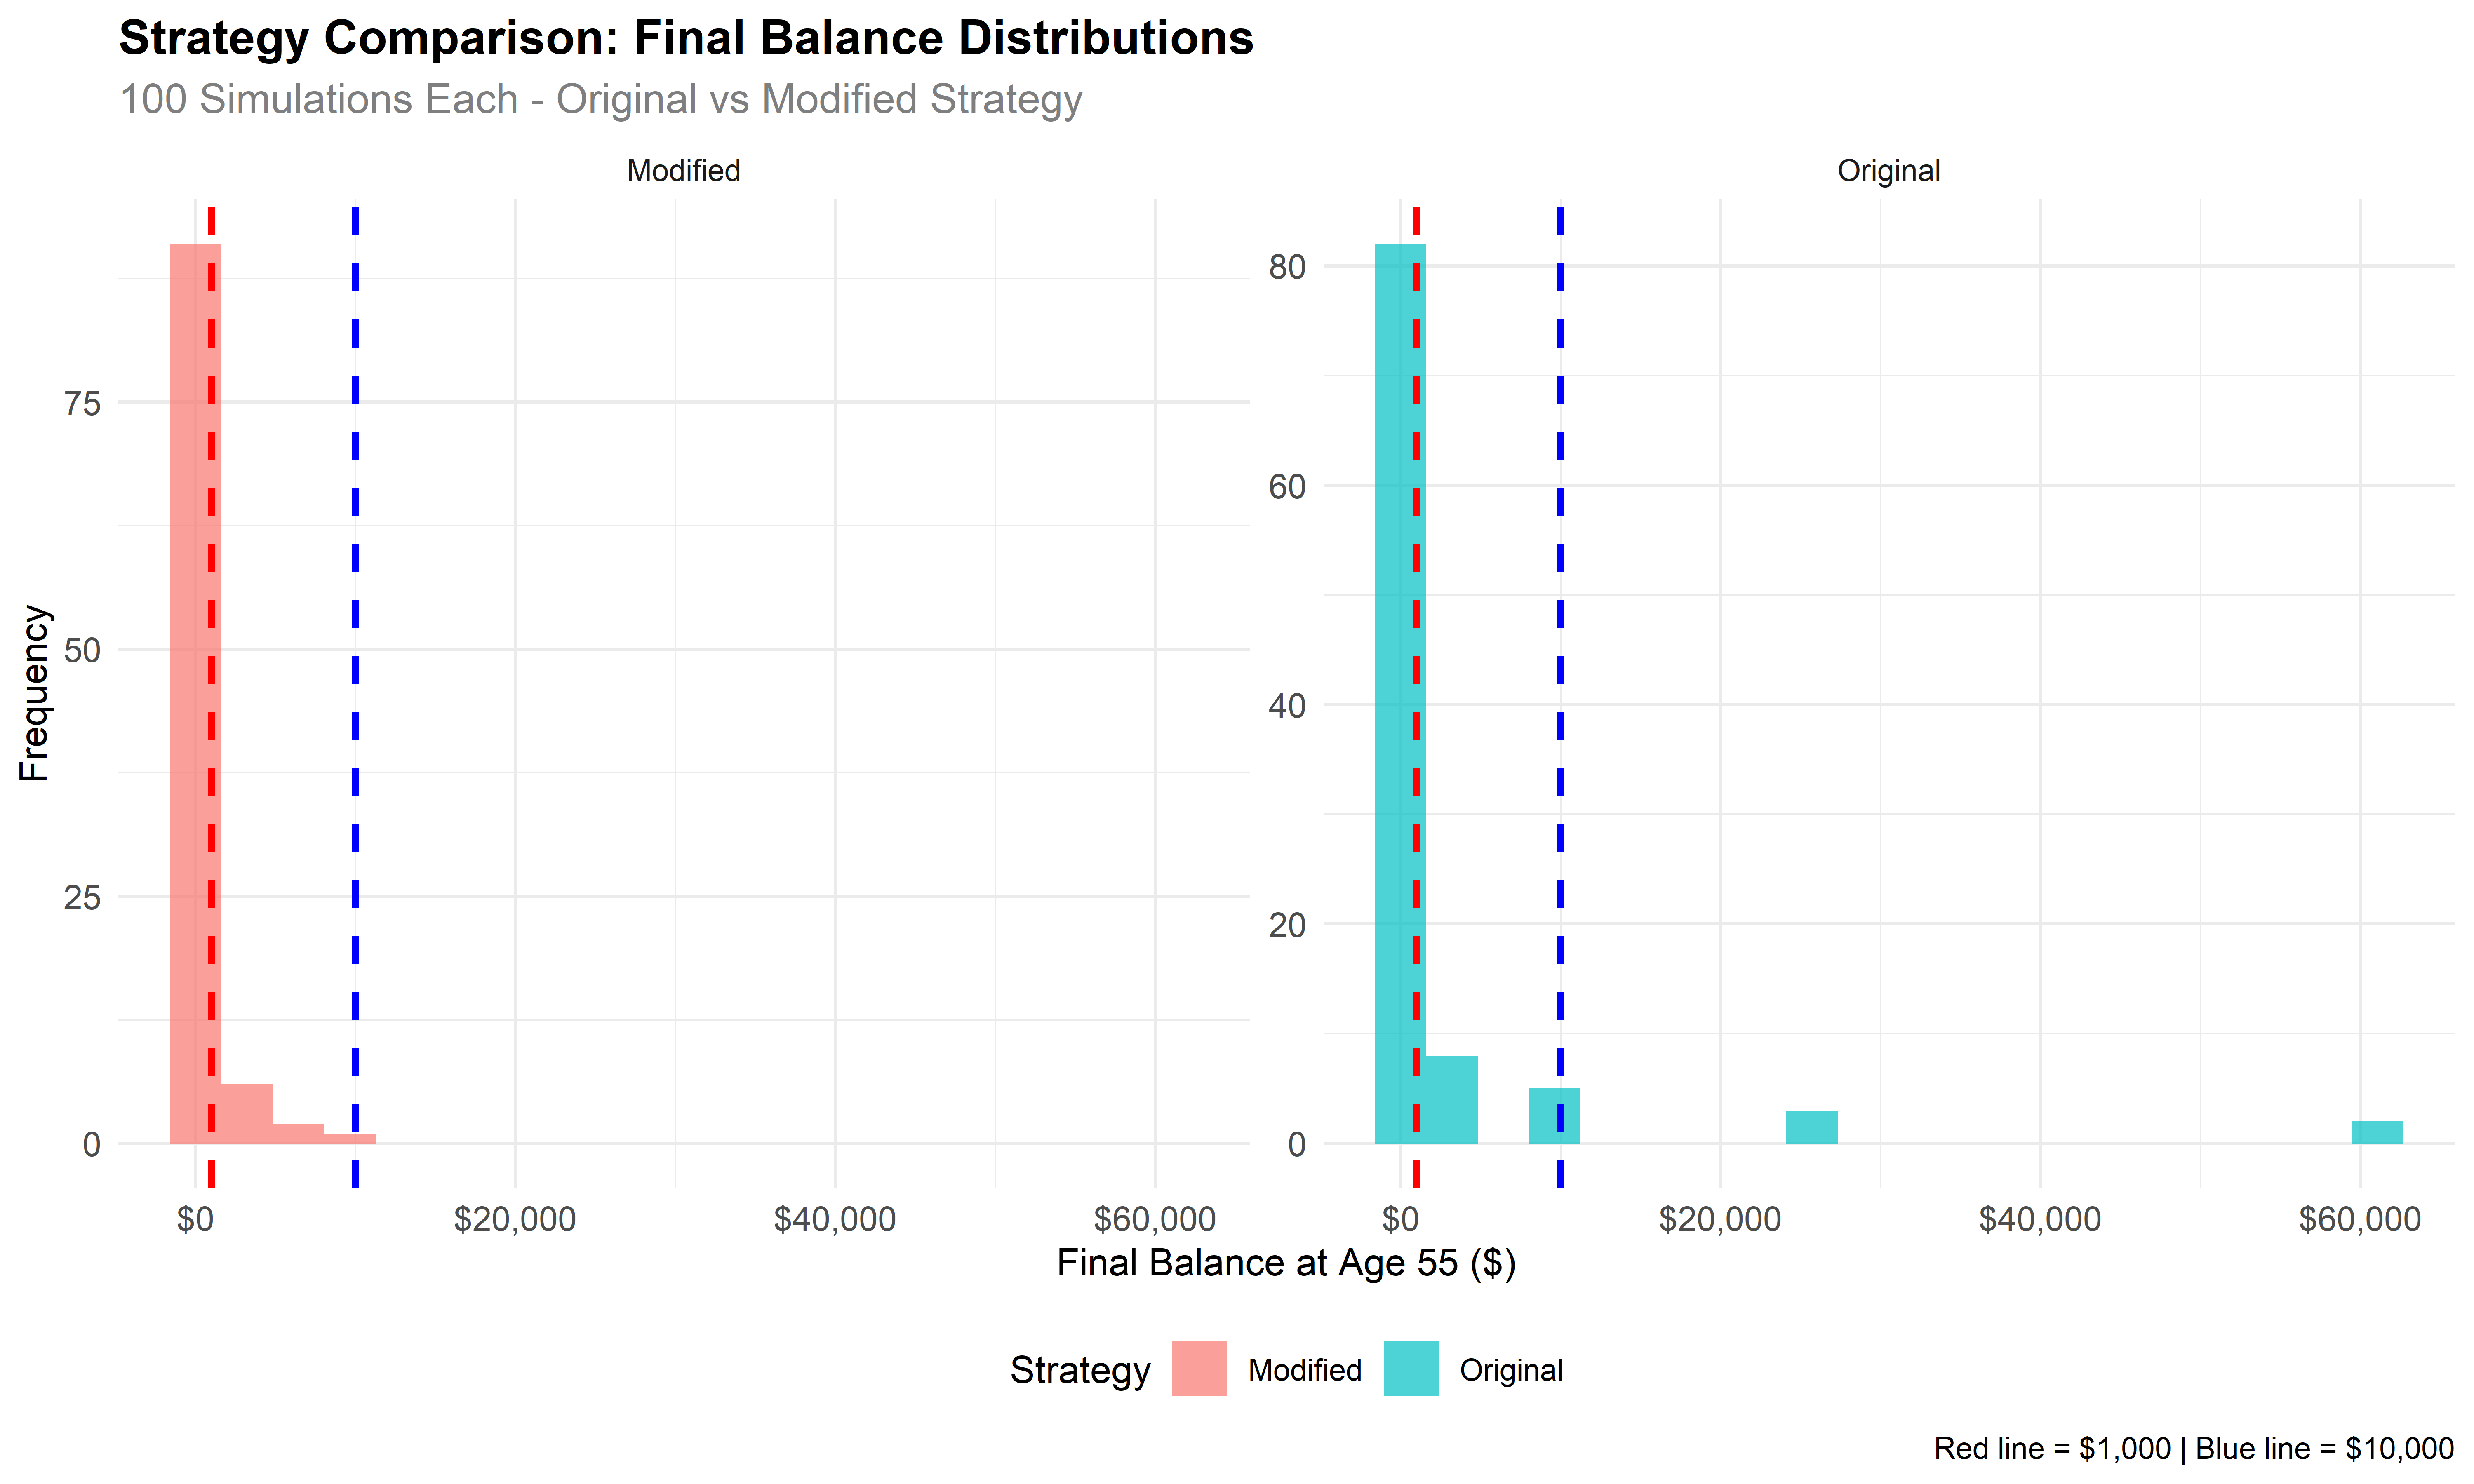 Strategy Comparison: Final Balance Distributions
100 Simulations Each - Original vs Modified Strategy
Modified
Original
Frequency
75
50
25
0
80
60
40
20
0
$0 $20,000 $40,000 $60,000
$0 $20,000 $40,000 $60,000
Final Balance at Age 55 ($)
Strategy Modified Original
Red line = $1,000 | Blue line = $10,000